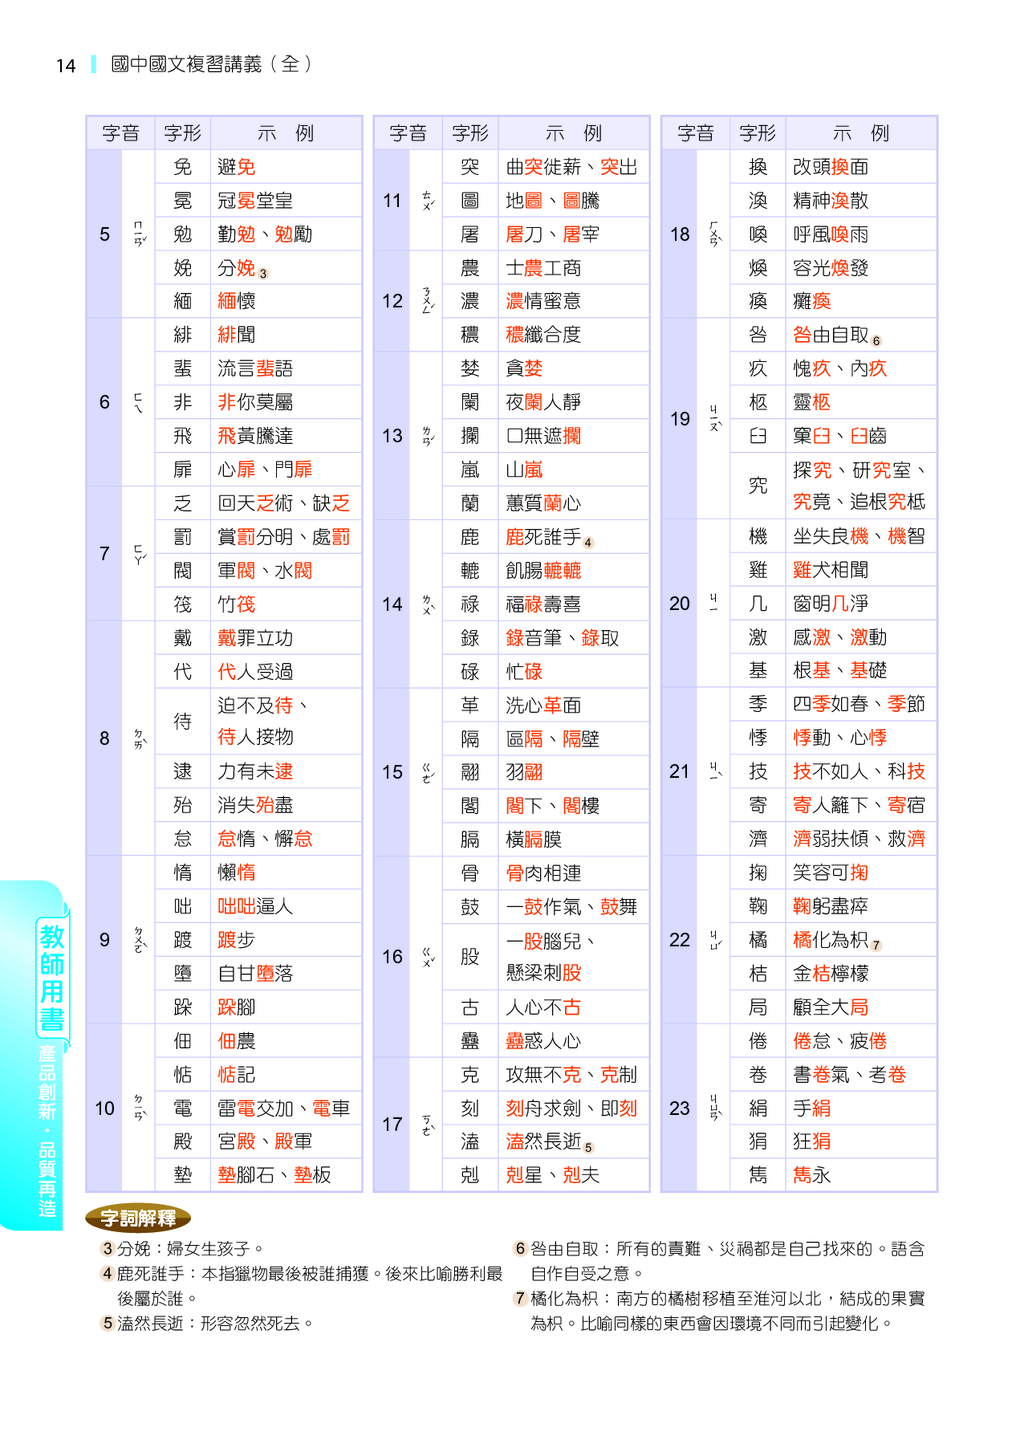 14 國中國文複習講義（全）
字音 字形 示 例
5 ㄇㄧㄢˇ 免 避免
冕 冠冕堂皇
勉 勤勉、勉勵
娩 分娩3
緬 緬懷
6 ㄈㄟ 緋 緋聞
蜚 流言蜚語
非 非你莫屬
飛 飛黃騰達
扉 心扉、門扉
7 ㄈㄚˊ 乏 回天乏術、缺乏
罰 賞罰分明、處罰
閥 軍閥、水閥
筏 竹筏
8 ㄉㄞˋ 戴 戴罪立功
代 代人受過
待 迫不及待、
待人接物
逮 力有未逮
殆 消失殆盡
怠 怠惰、懈怠
9 ㄉㄨㄛˋ 惰 懶惰
咄 咄咄逼人
踱 踱步
墮 自甘墮落
跺 跺腳
10 ㄉㄧㄢˋ 佃 佃農
惦 惦記
電 雷電交加、電車
殿 宮殿、殿軍
墊 墊腳石、墊板
字音 字形 示 例
11 ㄊㄨˊ 突 曲突徙薪、突出
圖 地圖、圖騰
屠 屠刀、屠宰
12 ㄋㄨㄥˊ 農 士農工商
濃 濃情蜜意
穠 穠纖合度
13 ㄌㄢˊ 婪 貪婪
闌 夜闌人靜
攔 口無遮攔
嵐 山嵐
蘭 蕙質蘭心
14 ㄌㄨˋ 鹿 鹿死誰手4
轆 飢腸轆轆
祿 福祿壽喜
錄 錄音筆、錄取
碌 忙碌
15 ㄍㄜˊ 革 洗心革面
隔 區隔、隔壁
翮 羽翮
閣 閣下、閣樓
膈 橫膈膜
16 ㄍㄨˇ 骨 骨肉相連
鼓 一鼓作氣、鼓舞
股 一股腦兒、
懸梁刺股
古 人心不古
蠱 蠱惑人心
17 ㄎㄜˋ 克 攻無不克、克制
刻 刻舟求劍、即刻
溘 溘然長逝5
剋 剋星、剋夫
字音 字形 示 例
18 ㄏㄨㄢˋ 換 改頭換面
渙 精神渙散
喚 呼風喚雨
煥 容光煥發
瘓 癱瘓
19 ㄐㄧㄡˋ 咎 咎由自取6
疚 愧疚、內疚
柩 靈柩
臼 窠臼、臼齒
究 探究、研究室、
究竟、追根究柢
20 ㄐㄧ 機 坐失良機、機智
雞 雞犬相聞
几 窗明几淨
激 感激、激動
基 根基、基礎
21 ㄐㄧˋ 季 四季如春、季節
悸 悸動、心悸
技 技不如人、科技
寄 寄人籬下、寄宿
濟 濟弱扶傾、救濟
22 ㄐㄩˊ 掬 笑容可掬
鞠 鞠躬盡瘁
橘 橘化為枳7
桔 金桔檸檬
局 顧全大局
23 ㄐㄩㄢˋ 倦 倦怠、疲倦
卷 書卷氣、考卷
絹 手絹
狷 狂狷
雋 雋永
教師用書
產品創新・品質再造
字詞解釋
3 分娩：婦女生孩子。
4 鹿死誰手：本指獵物最後被誰捕獲。後來比喻勝利最
後屬於誰。
5 溘然長逝：形容忽然死去。
6 咎由自取：所有的責難、災禍都是自己找來的。語含
自作自受之意。
7 橘化為枳：南方的橘樹移植至淮河以北，結成的果實
為枳。比喻同樣的東西會因環境不同而引起變化。